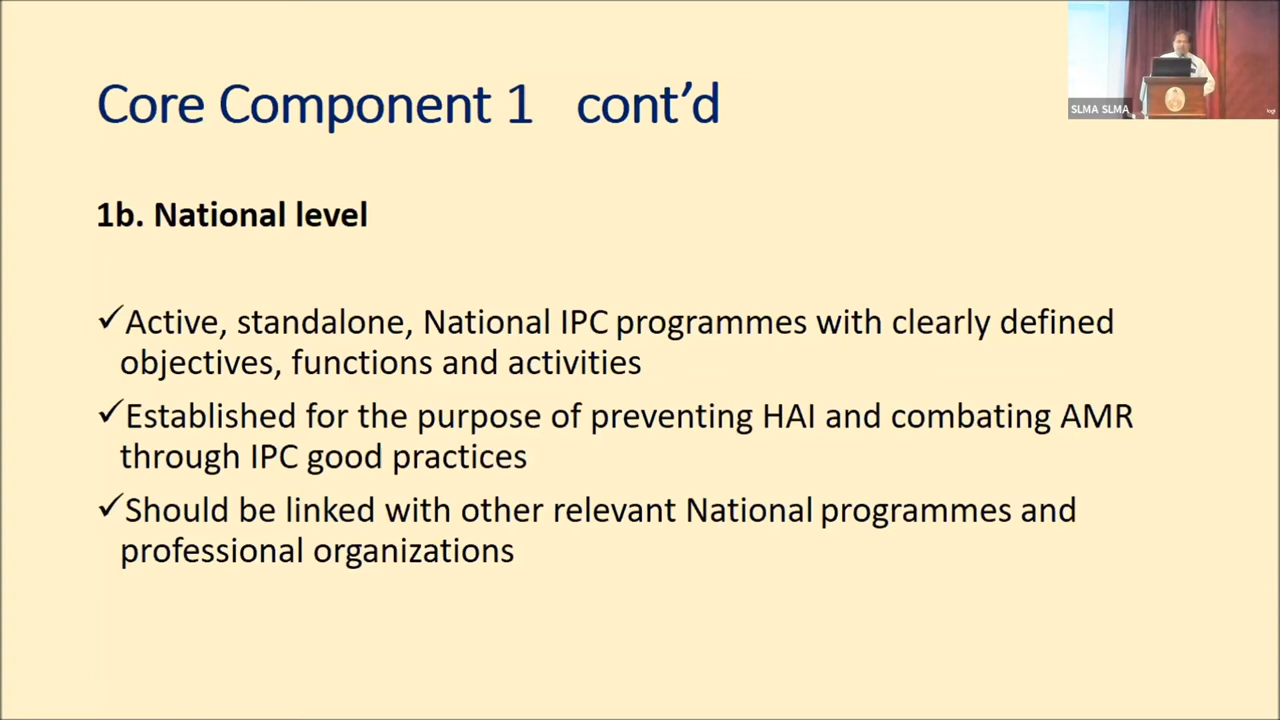 Core Component 1 cont’d
SLMA SLMA
1b. National level
✓Active, standalone, National IPC programmes with clearly defined
objectives, functions and activities
✓Established for the purpose of preventing HAI and combating AMR
through IPC good practices
✓Should be linked with other relevant National programmes and
professional organizations